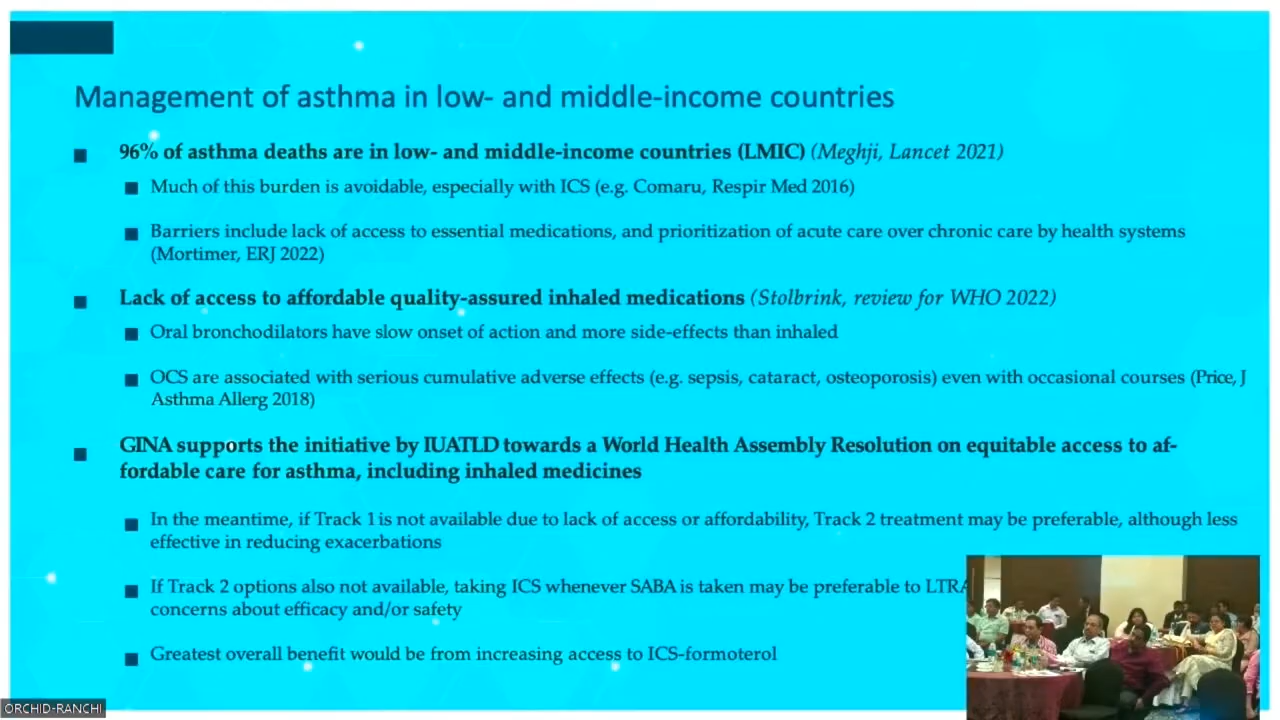 Management of asthma in low- and middle-income countries
96% of asthma deaths are in low- and middle-income countries (LMIC) (Meghji, Lancet 2021)
Much of this burden is avoidable, especially with ICS (e.g. Comaru, Respir Med 2016)
Barriers include lack of access to essential medications, and prioritization of acute care over chronic care by health systems
(Mortimer, ERJ 2022)
Lack of access to affordable quality-assured inhaled medications (Stolbrink, review for WHO 2022)
Oral bronchodilators have slow onset of action and more side-effects than inhaled
OCS are associated with serious cumulative adverse effects (e.g. sepsis, cataract, osteoporosis) even with occasional courses (Price, J
Asthma Allerg 2018)
GINA supports the initiative by IUATLD towards a World Health Assembly Resolution on equitable access to af-
fordable care for asthma, including inhaled medicines
In the meantime, if Track 1 is not available due to lack of access or affordability, Track 2 treatment may be preferable, although less
effective in reducing exacerbations
If Track 2 options also not available, taking ICS whenever SABA is taken may be preferable to LTRA
concerns about efficacy and/or safety
Greatest overall benefit would be from increasing access to ICS-formoterol
ORCHID-RANCHI